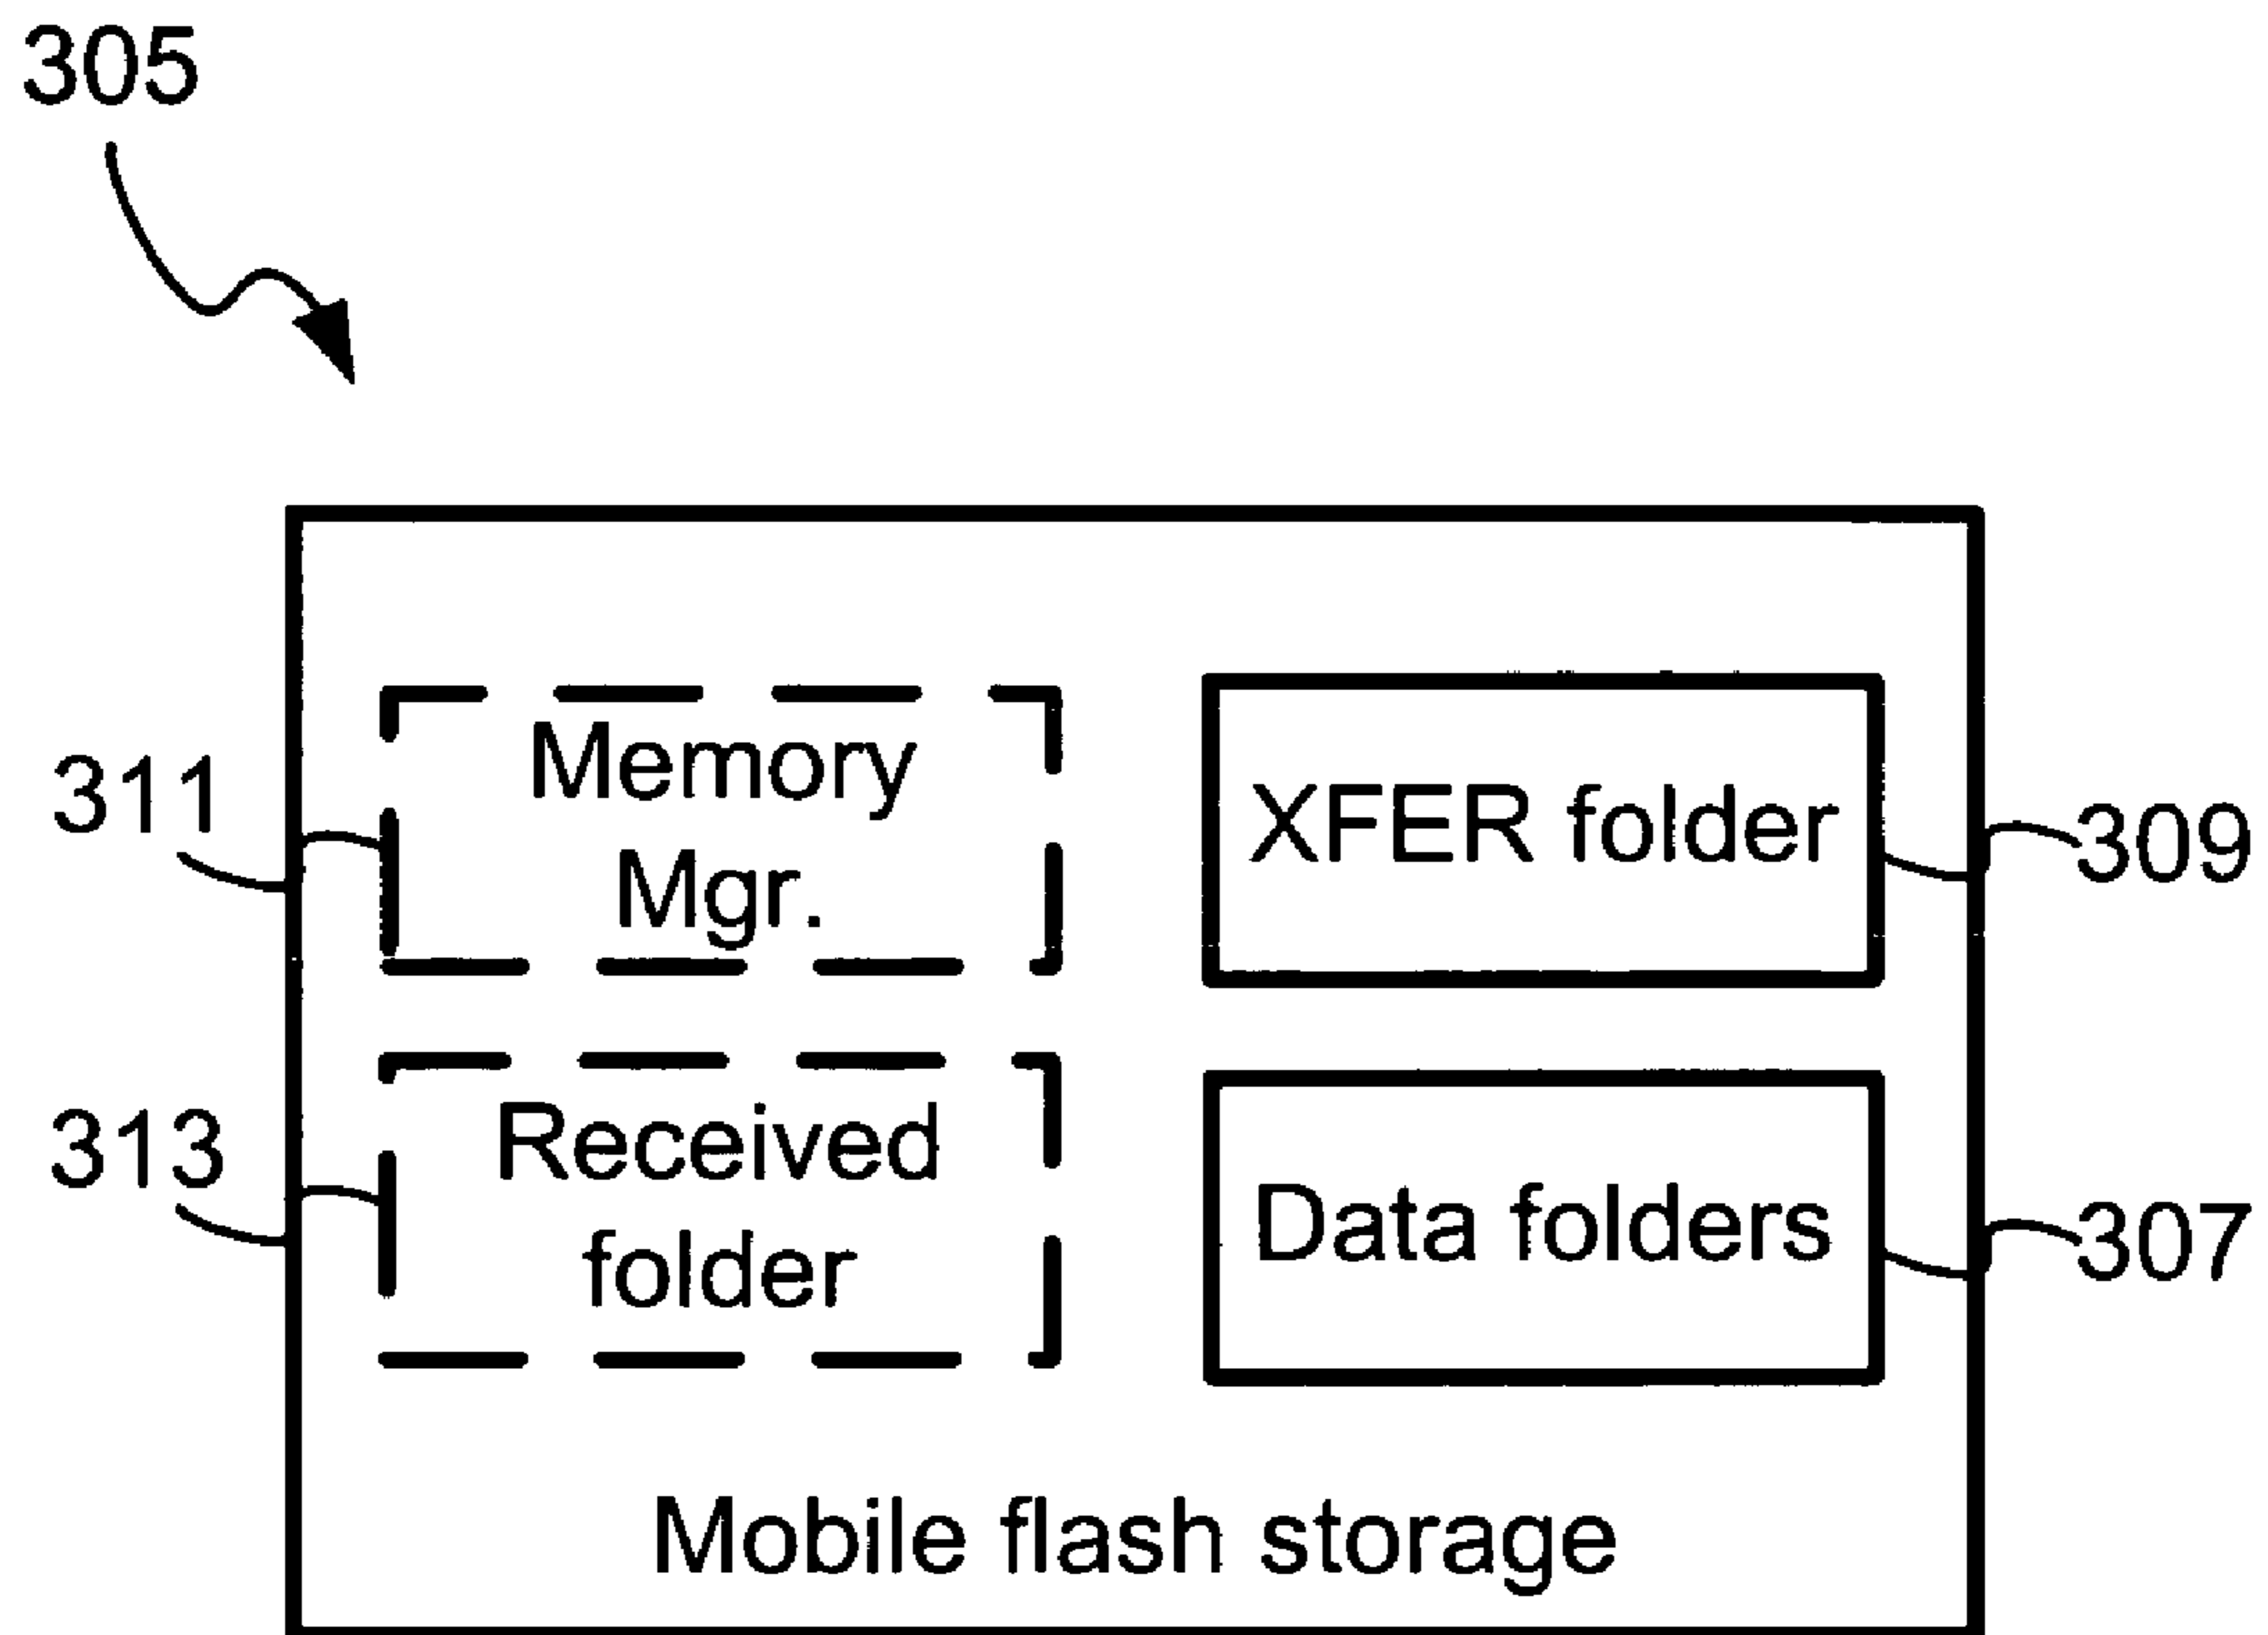 305
311
Memory
Mgr.
XFER folder
309
313
Received
folder
Data folders
307
Mobile flash storage